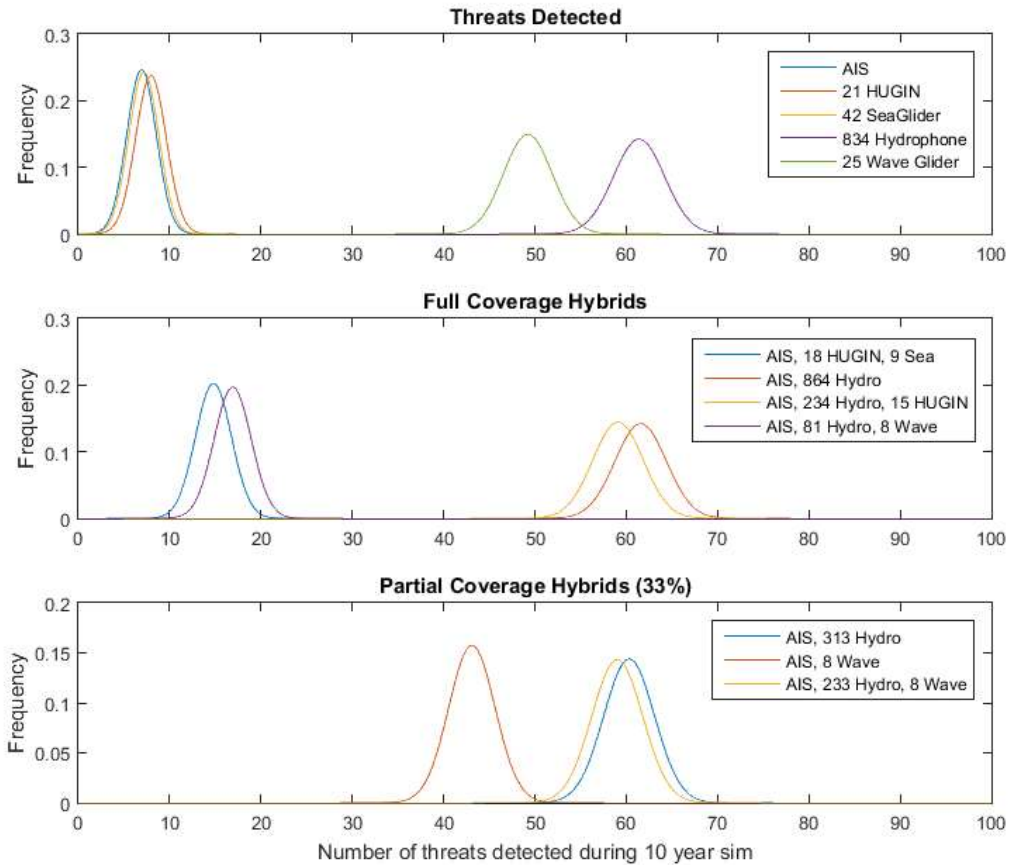 Threats Detected
0.3
0.2
0.1
0
Frequency
AIS
21 HUGIN
42 SeaGlider
834 Hydrophone
25 Wave Glider
0 10 20 30 40 50 60 70 80 90 100
Full Coverage Hybrids
0.3
0.2
0.1
0
Frequency
AIS, 18 HUGIN, 9 Sea
AIS, 864 Hydro
AIS, 234 Hydro, 15 HUGIN
AIS, 81 Hydro, 8 Wave
0 10 20 30 40 50 60 70 80 90 100
Partial Coverage Hybrids (33%)
0.2
0.15
0.1
0.05
0
Frequency
AIS, 313 Hydro
AIS, 8 Wave
AIS, 233 Hydro, 8 Wave
0 10 20 30 40 50 60 70 80 90 100
Number of threats detected during 10 year sim